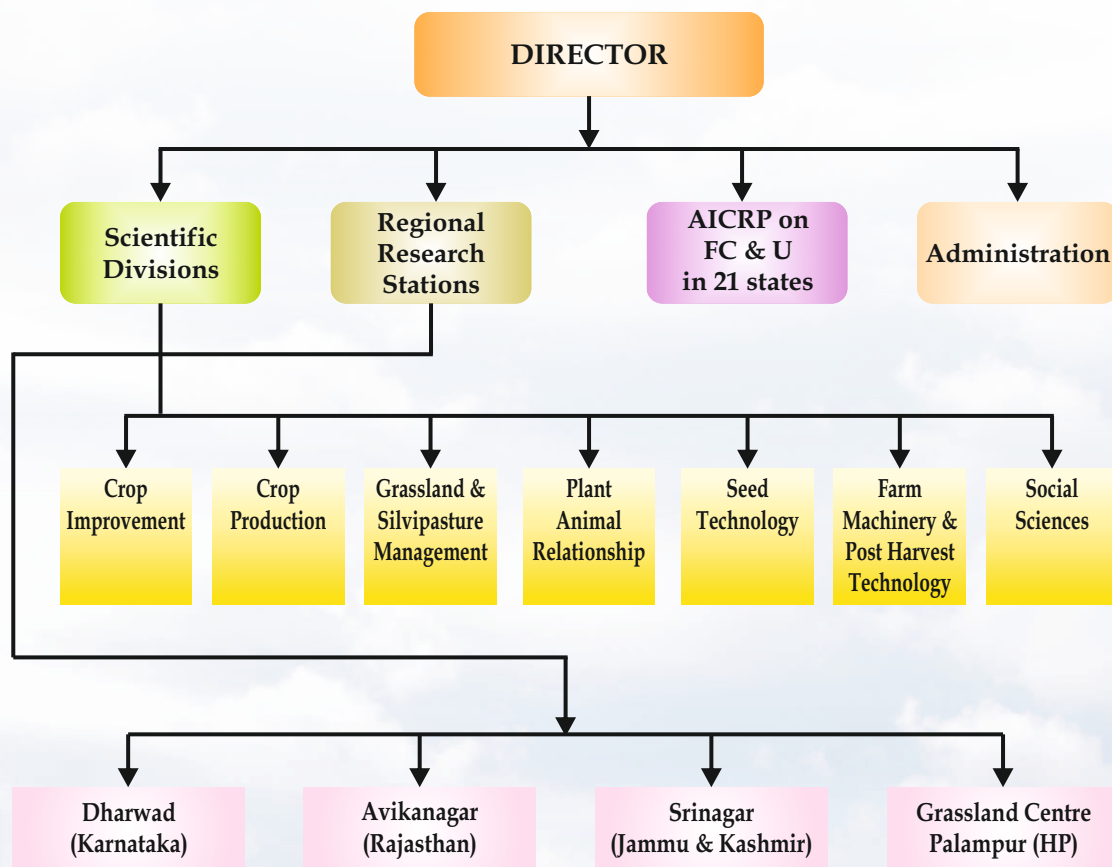 DIRECTOR
Scientific
Divisions
Regional
Research
Stations
AICRP on
FC & U
in 21 states
Administration
Crop
Improvement
Crop
Production
Grassland &
Silvipasture
Management
Plant
Animal
Relationship
Seed
Technology
Farm
Machinery &
Post Harvest
Technology
Social
Sciences
Dharwad
(Karnataka)
Avikanagar
(Rajasthan)
Srinagar
(Jammu & Kashmir)
Grassland Centre
Palampur (HP)